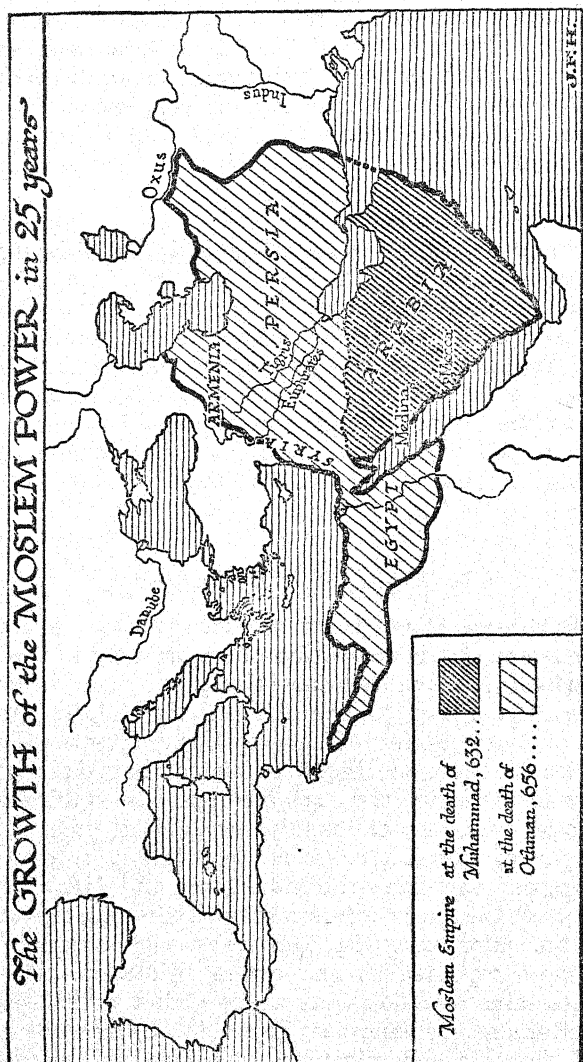 The GROWTH of the MOSLEM POWER in 25 years
Oxus
Indus
Danube
ARMENIA
PERSIA
Tigris
Euphrates
SYRIA
ARABIA
Medina
Mecca
EGYPT
Moslem Empire at the death of
Muhammad, 632..
at the death of
Othman, 656....
J.F.H.